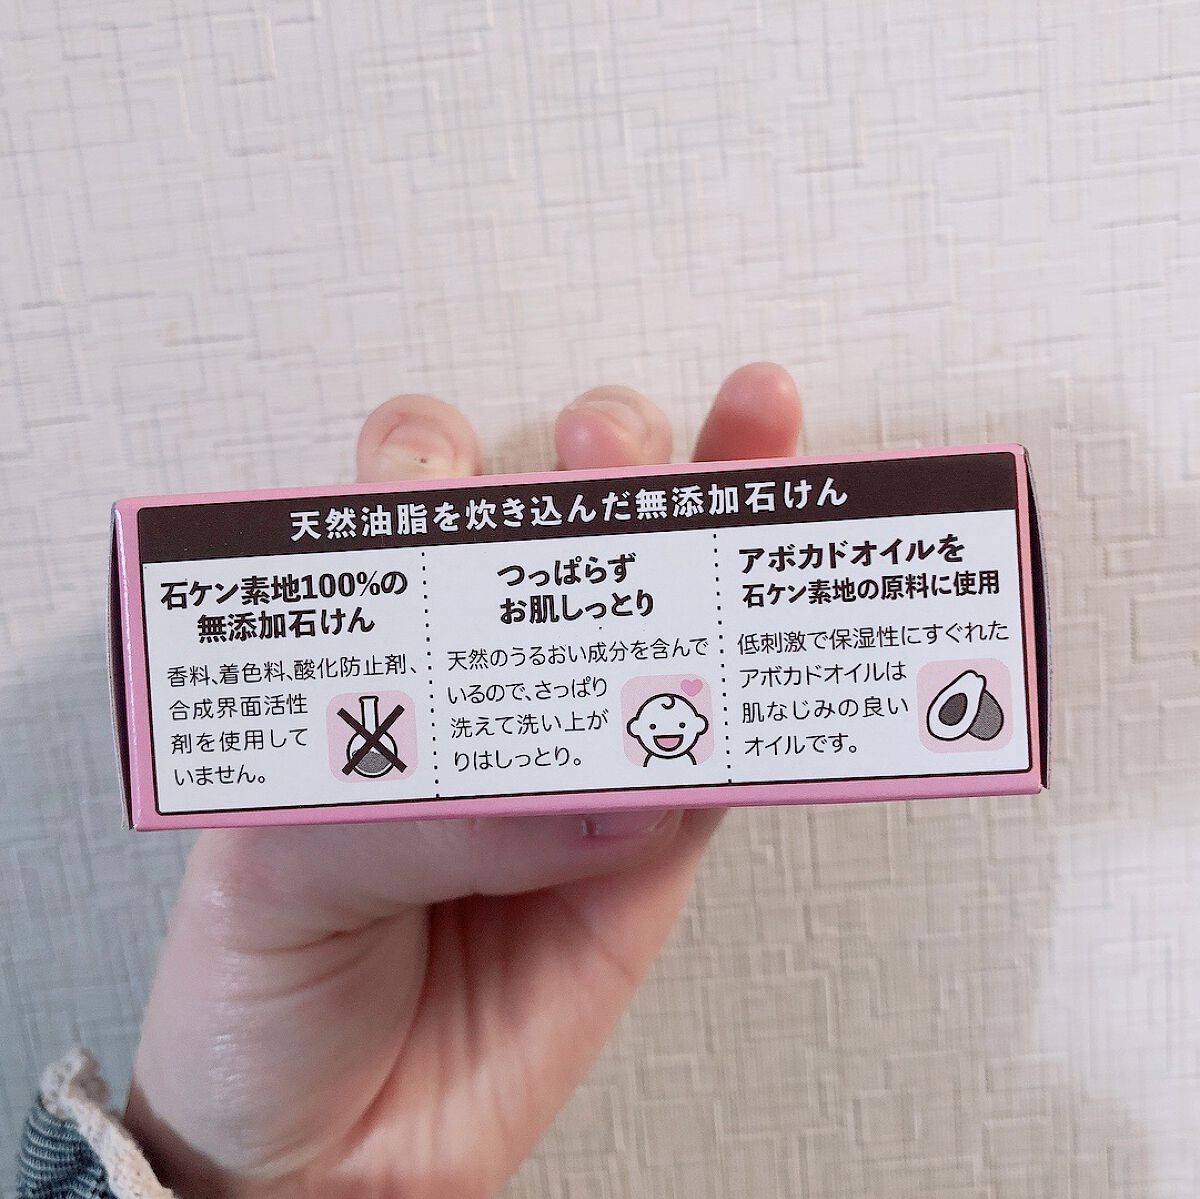 天然油脂を炊き込んだ無添加石けん
石ケン素地100%の
無添加石けん
香料、着色料、酸化防止剤、
合成界面活性
剤を使用して
いません。
つっぱらず
お肌しっとり
天然のうるおい成分を含んで
いるので、さっぱり
洗えて洗い上が
りはしっとり。
アボカドオイルを
石ケン素地の原料に使用
低刺激で保湿性にすぐれた
アボカドオイルは
肌なじみの良い
オイルです。